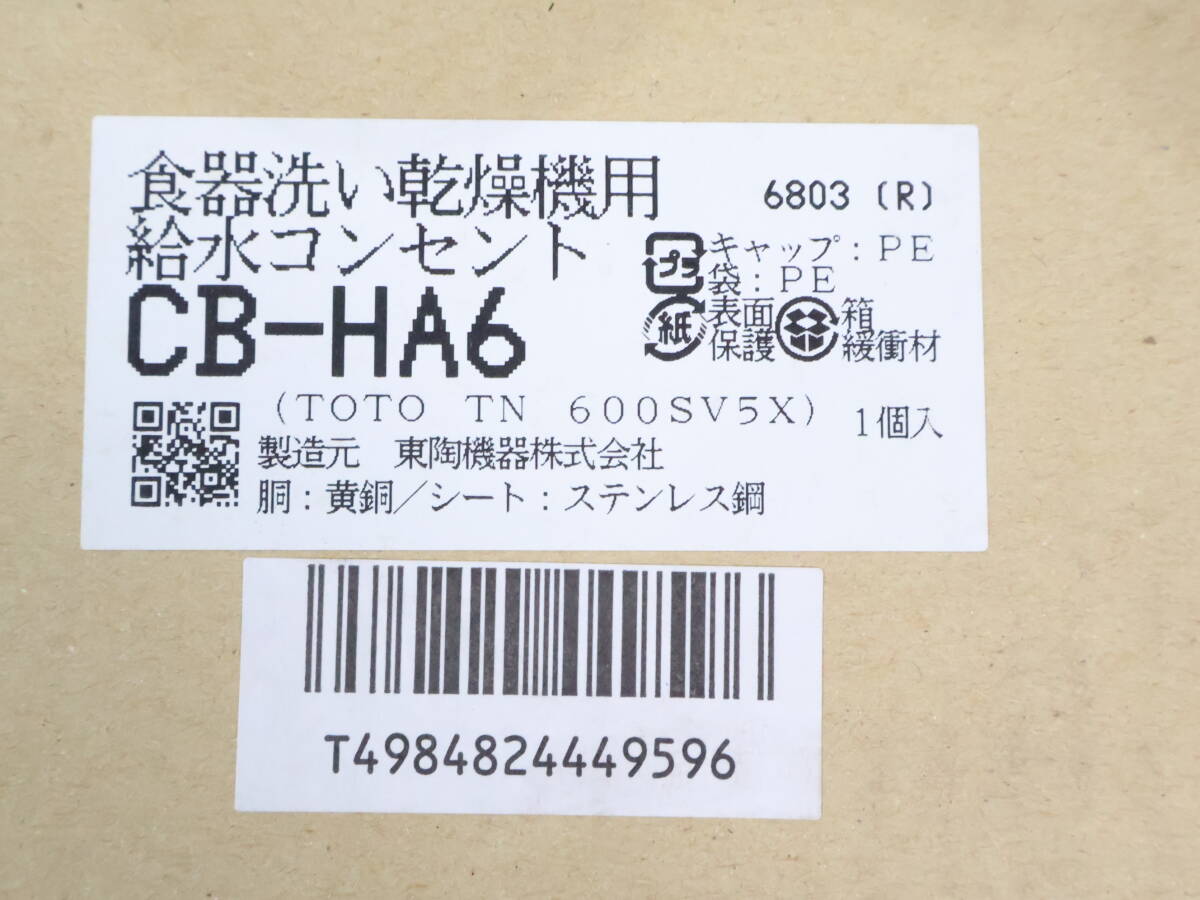 食器洗い乾燥機用
給水コンセント
CB-HA6
6803 (R)
プラ キャップ：PE
袋：PE
紙 表面保護
箱
緩衝材
(TOTO TN 600SV5X) 1個入
製造元 東陶機器株式会社
胴：黄銅／シート：ステンレス鋼
T4984824449596